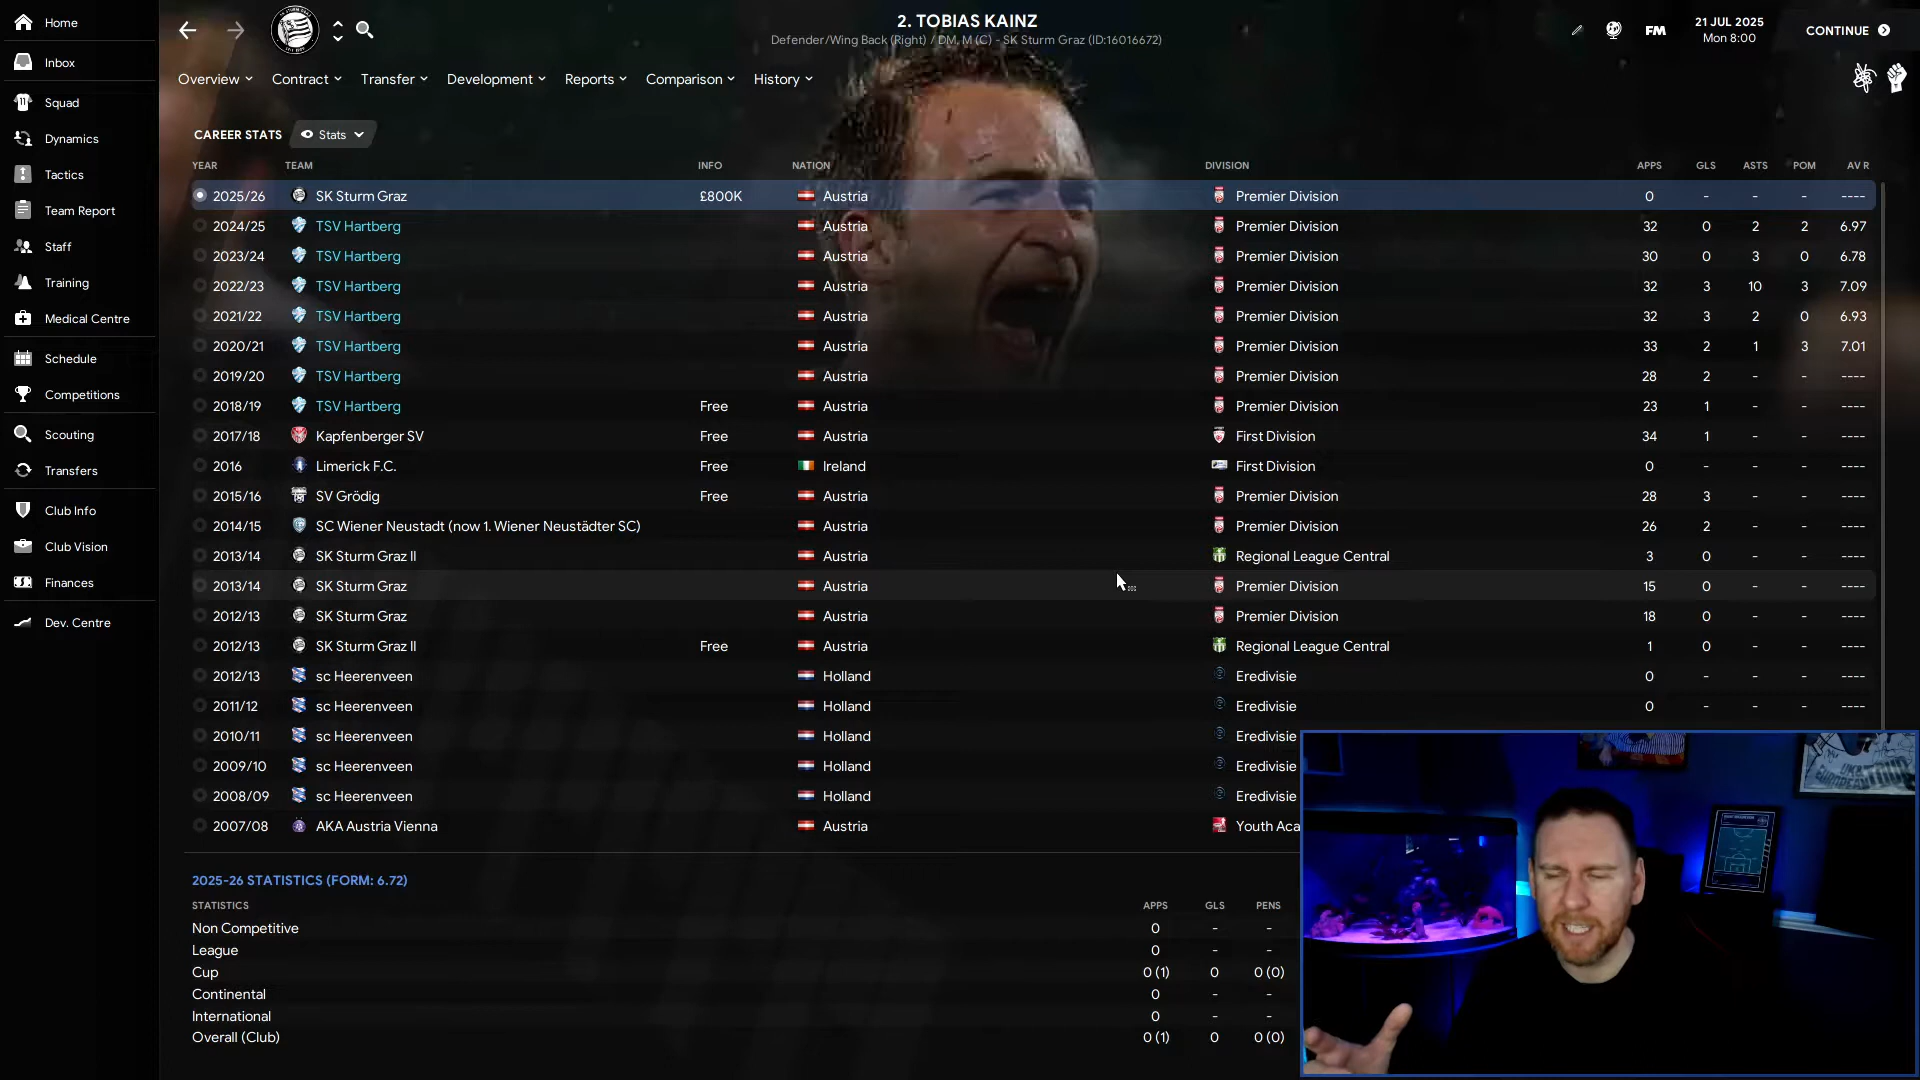 Home
Inbox
Squad
Dynamics
Tactics
Team Report
Staff
Training
Medical Centre
Schedule
Competitions
Scouting
Transfers
Club Info
Club Vision
Finances
Dev. Centre
2. TOBIAS KAINZ
Defender/Wing Back (Right) / DM, M (C) - SK Sturm Graz (ID:16016672)
FM
21 JUL 2025
Mon 8:00
CONTINUE
Overview Contract Transfer Development Reports Comparison History
CAREER STATS Stats
YEAR TEAM INFO NATION DIVISION APPS GLS ASTS POM AV R
2025/26 SK Sturm Graz £800K Austria Premier Division 0 - - - ----
2024/25 TSV Hartberg Austria Premier Division 32 0 2 2 6.97
2023/24 TSV Hartberg Austria Premier Division 30 0 3 0 6.78
2022/23 TSV Hartberg Austria Premier Division 32 3 10 3 7.09
2021/22 TSV Hartberg Austria Premier Division 32 3 2 0 6.93
2020/21 TSV Hartberg Austria Premier Division 33 2 1 3 7.01
2019/20 TSV Hartberg Austria Premier Division 28 2 - - ----
2018/19 TSV Hartberg Free Austria Premier Division 23 1 - - ----
2017/18 Kapfenberger SV Free Austria First Division 34 1 - - ----
2016 Limerick F.C. Free Ireland First Division 0 - - - ----
2015/16 SV Grödig Free Austria Premier Division 28 3 - - ----
2014/15 SC Wiener Neustadt (now 1. Wiener Neustädter SC) Austria Premier Division 26 2 - - ----
2013/14 SK Sturm Graz II Austria Regional League Central 3 0 - - ----
2013/14 SK Sturm Graz Austria Premier Division 15 0 - - ----
2012/13 SK Sturm Graz Austria Premier Division 18 0 - - ----
2012/13 SK Sturm Graz II Free Austria Regional League Central 1 0 - - ----
2012/13 sc Heerenveen Holland Eredivisie 0 - - - ----
2011/12 sc Heerenveen Holland Eredivisie 0 - - - ----
2010/11 sc Heerenveen Holland Eredivisie
2009/10 sc Heerenveen Holland Eredivisie
2008/09 sc Heerenveen Holland Eredivisie
2007/08 AKA Austria Vienna Austria Youth Aca
2025-26 STATISTICS (FORM: 6.72)
STATISTICS APPS GLS PENS
Non Competitive 0 - -
League 0 - -
Cup 0 (1) 0 0 (0)
Continental 0 - -
International 0 - -
Overall (Club) 0 (1) 0 0 (0)